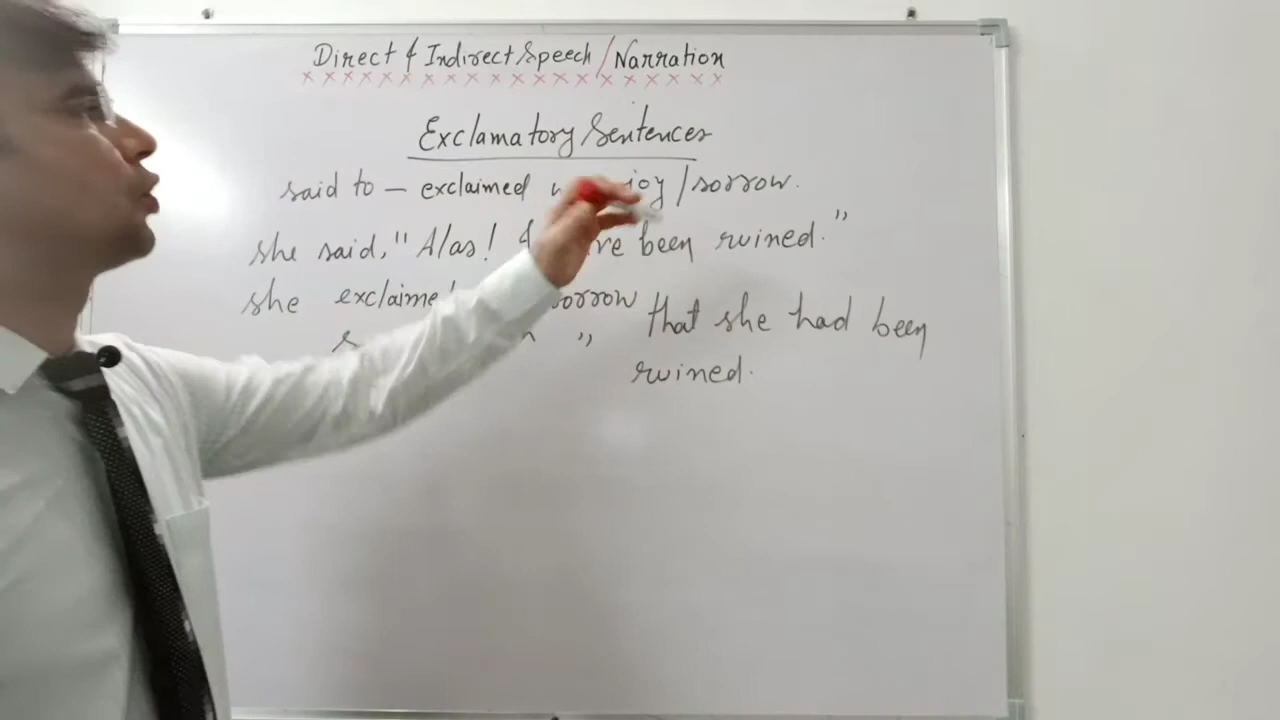 Direct & Indirect Speech / Narration
Exclamatory Sentences
said to – exclaimed joy / sorrow.
she said, " Alas! been ruined."
she exclaimed sorrow that she had been
" ruined.